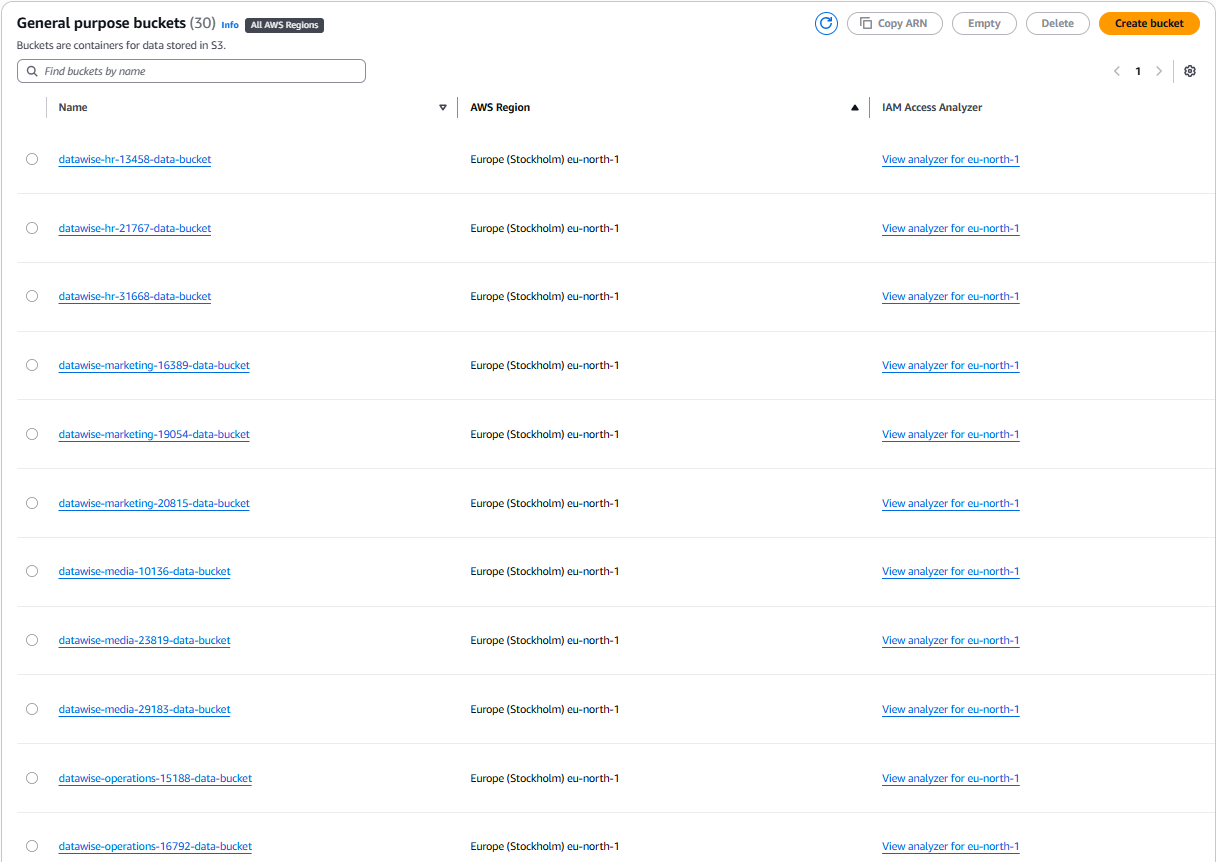 General purpose buckets (30) Info All AWS Regions
Copy ARN Empty Delete Create bucket
Buckets are containers for data stored in S3.
Find buckets by name
1
Name AWS Region IAM Access Analyzer
datawise-hr-13458-data-bucket Europe (Stockholm) eu-north-1 View analyzer for eu-north-1
datawise-hr-21767-data-bucket Europe (Stockholm) eu-north-1 View analyzer for eu-north-1
datawise-hr-31668-data-bucket Europe (Stockholm) eu-north-1 View analyzer for eu-north-1
datawise-marketing-16389-data-bucket Europe (Stockholm) eu-north-1 View analyzer for eu-north-1
datawise-marketing-19054-data-bucket Europe (Stockholm) eu-north-1 View analyzer for eu-north-1
datawise-marketing-20815-data-bucket Europe (Stockholm) eu-north-1 View analyzer for eu-north-1
datawise-media-10136-data-bucket Europe (Stockholm) eu-north-1 View analyzer for eu-north-1
datawise-media-23819-data-bucket Europe (Stockholm) eu-north-1 View analyzer for eu-north-1
datawise-media-29183-data-bucket Europe (Stockholm) eu-north-1 View analyzer for eu-north-1
datawise-operations-15188-data-bucket Europe (Stockholm) eu-north-1 View analyzer for eu-north-1
datawise-operations-16792-data-bucket Europe (Stockholm) eu-north-1 View analyzer for eu-north-1